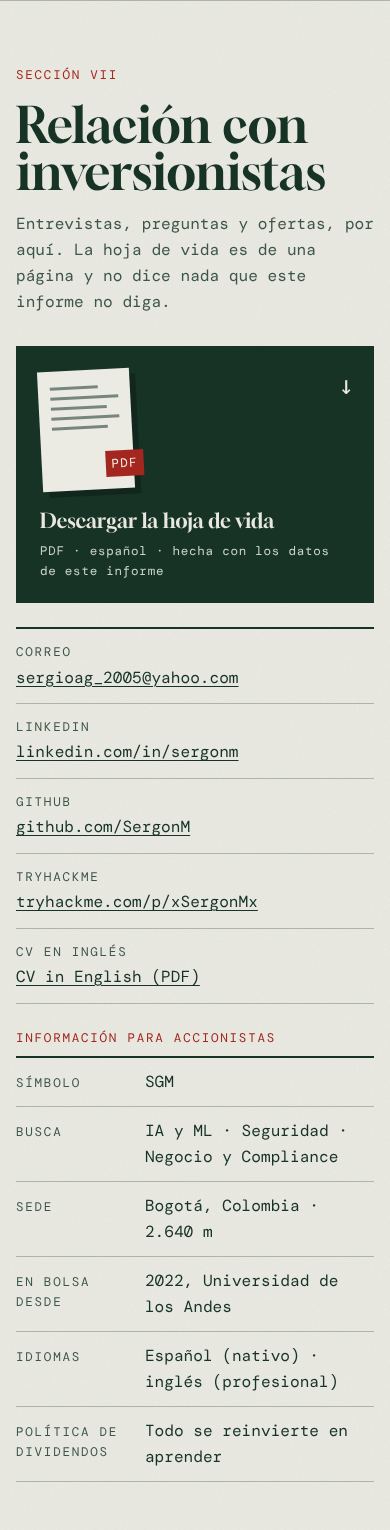 SECCIÓN VII
Relación con
inversionistas
Entrevistas, preguntas y ofertas, por
aquí. La hoja de vida es de una
página y no dice nada que este
informe no diga.
↓
PDF
Descargar la hoja de vida
PDF · español · hecha con los datos
de este informe
CORREO
sergioag_2005@yahoo.com
LINKEDIN
linkedin.com/in/sergonm
GITHUB
github.com/SergonM
TRYHACKME
tryhackme.com/p/xSergonMx
CV EN INGLÉS
CV in English (PDF)
INFORMACIÓN PARA ACCIONISTAS
SÍMBOLO SGM
BUSCA IA y ML · Seguridad ·
Negocio y Compliance
SEDE Bogotá, Colombia ·
2.640 m
EN BOLSA DESDE 2022, Universidad de
los Andes
IDIOMAS Español (nativo) ·
inglés (profesional)
POLÍTICA DE DIVIDENDOS Todo se reinvierte en
aprender